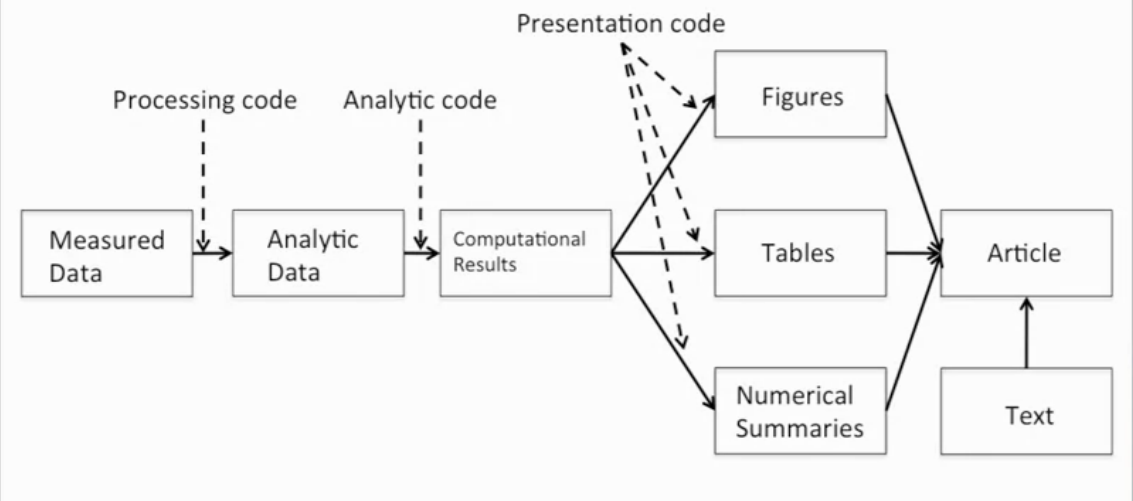 Presentation code
Processing code
Analytic code
Figures
Measured
Data
Analytic
Data
Computational
Results
Tables
Article
Numerical
Summaries
Text